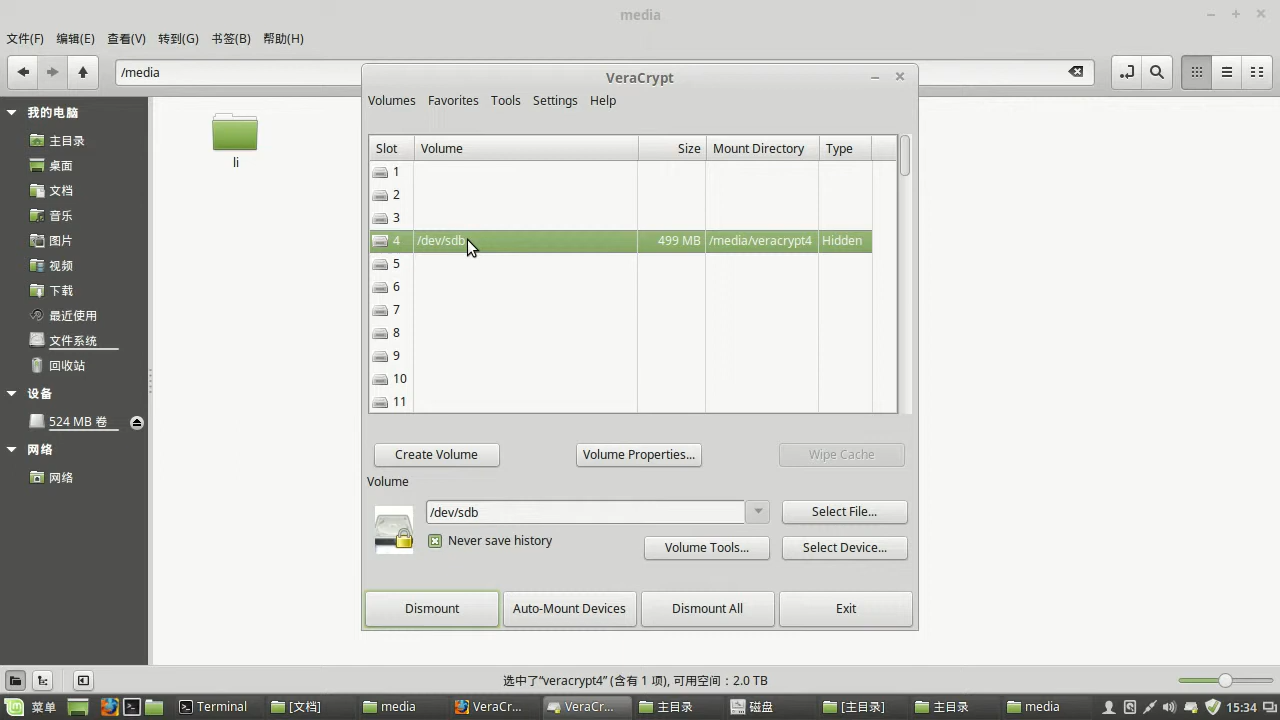 media
文件(F) 编辑(E) 查看(V) 转到(G) 书签(B) 帮助(H)
/media
VeraCrypt
Volumes Favorites Tools Settings Help
我的电脑
主目录
桌面
文档
音乐
图片
视频
下载
最近使用
文件系统
回收站
设备
524 MB 卷
网络
网络
li
Slot Volume Size Mount Directory Type
1
2
3
4 /dev/sdb 499 MB /media/veracrypt4 Hidden
5
6
7
8
9
10
11
Create Volume Volume Properties... Wipe Cache
Volume
/dev/sdb Select File...
Never save history Volume Tools... Select Device...
Dismount Auto-Mount Devices Dismount All Exit
选中了“veracrypt4” (含有 1 项), 可用空间：2.0 TB
菜单 Terminal [文档] media VeraCr... VeraCr... 主目录 磁盘 [主目录] 主目录 media 15:34